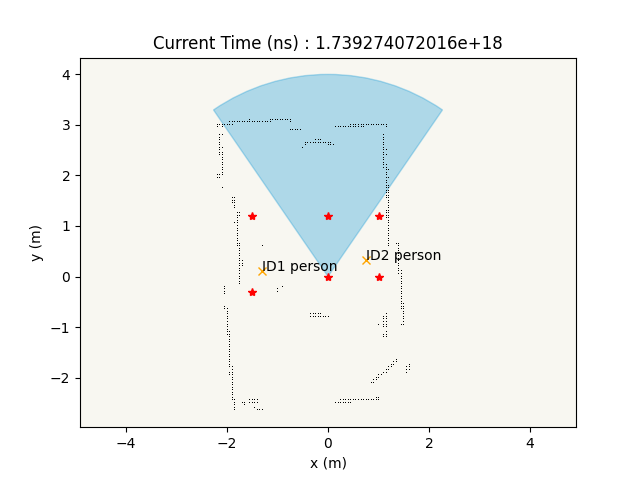 Current Time (ns) : 1.739274072016e+18
4
3
2
1
0
−1
−2
y (m)
ID2 person
ID1 person
−4
−2
0
2
4
x (m)